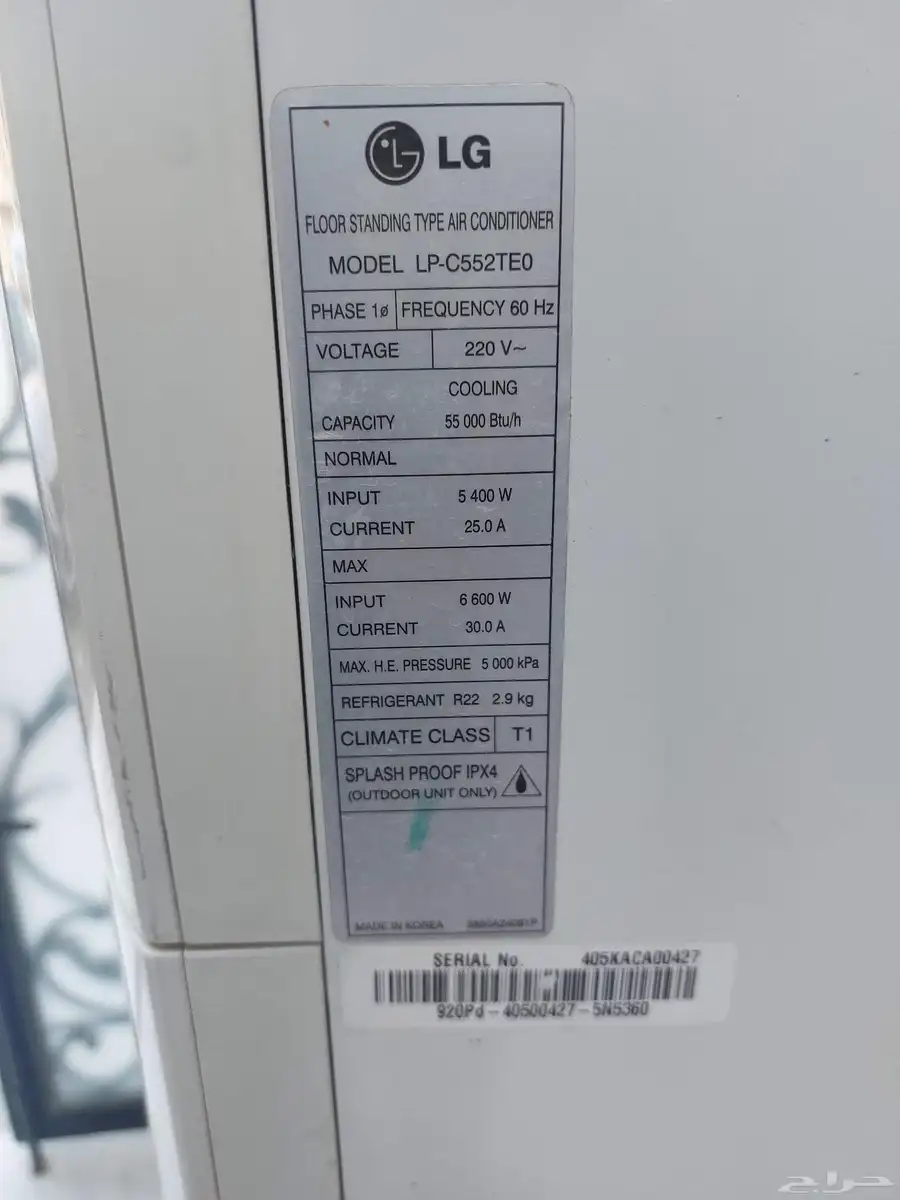 LG
FLOOR STANDING TYPE AIR CONDITIONER
MODEL LP-C552TE0
PHASE 1ø FREQUENCY 60 Hz
VOLTAGE 220 V~
COOLING
CAPACITY 55 000 Btu/h
NORMAL
INPUT 5 400 W
CURRENT 25.0 A
MAX
INPUT 6 600 W
CURRENT 30.0 A
MAX. H.E. PRESSURE 5 000 kPa
REFRIGERANT R22 2.9 kg
CLIMATE CLASS T1
SPLASH PROOF IPX4
(OUTDOOR UNIT ONLY)
MADE IN KOREA
SERIAL No. 405KACA00427
920Pd-40500427-5N5360
حراج